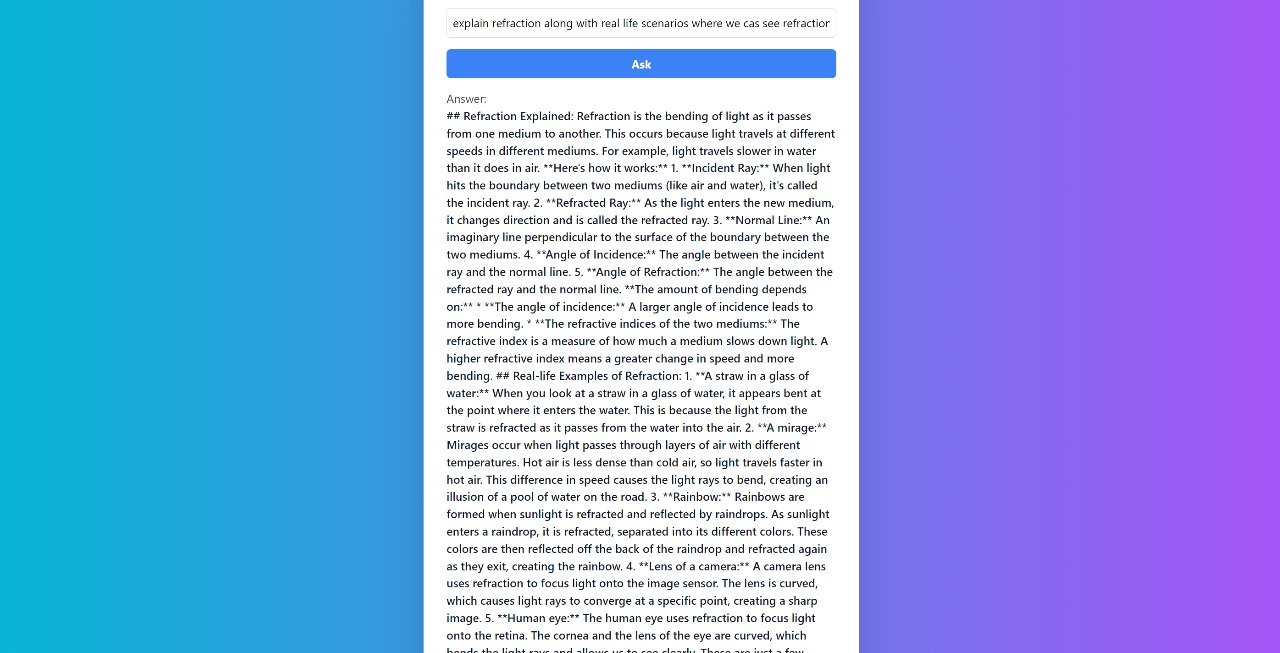 explain refraction along with real life scenarios where we cas see refraction
Ask
Answer:
## Refraction Explained: Refraction is the bending of light as it passes
from one medium to another. This occurs because light travels at different
speeds in different mediums. For example, light travels slower in water
than it does in air. **Here's how it works:** 1. **Incident Ray:** When light
hits the boundary between two mediums (like air and water), it's called
the incident ray. 2. **Refracted Ray:** As the light enters the new medium,
it changes direction and is called the refracted ray. 3. **Normal Line:** An
imaginary line perpendicular to the surface of the boundary between the
two mediums. 4. **Angle of Incidence:** The angle between the incident
ray and the normal line. 5. **Angle of Refraction:** The angle between the
refracted ray and the normal line. **The amount of bending depends
on:** * **The angle of incidence:** A larger angle of incidence leads to
more bending. * **The refractive indices of the two mediums:** The
refractive index is a measure of how much a medium slows down light. A
higher refractive index means a greater change in speed and more
bending. ## Real-life Examples of Refraction: 1. **A straw in a glass of
water:** When you look at a straw in a glass of water, it appears bent at
the point where it enters the water. This is because the light from the
straw is refracted as it passes from the water into the air. 2. **A mirage:**
Mirages occur when light passes through layers of air with different
temperatures. Hot air is less dense than cold air, so light travels faster in
hot air. This difference in speed causes the light rays to bend, creating an
illusion of a pool of water on the road. 3. **Rainbow:** Rainbows are
formed when sunlight is refracted and reflected by raindrops. As sunlight
enters a raindrop, it is refracted, separated into its different colors. These
colors are then reflected off the back of the raindrop and refracted again
as they exit, creating the rainbow. 4. **Lens of a camera:** A camera lens
uses refraction to focus light onto the image sensor. The lens is curved,
which causes light rays to converge at a specific point, creating a sharp
image. 5. **Human eye:** The human eye uses refraction to focus light
onto the retina. The cornea and the lens of the eye are curved, which
bends the light rays and allows us to see clearly. These are just a few